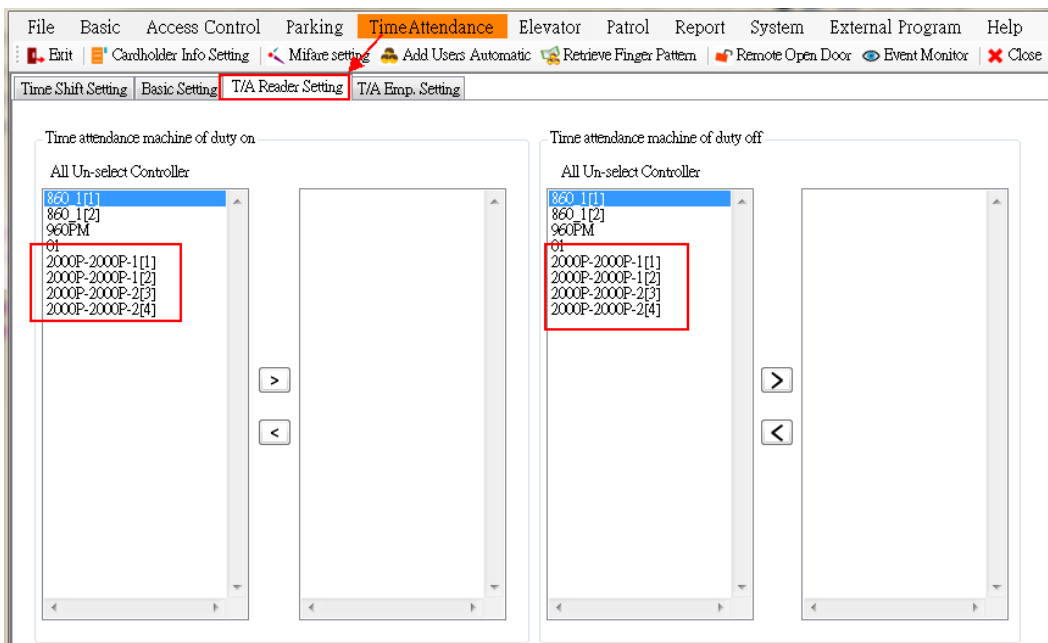 File Basic Access Control Parking TimeAttendance Elevator Patrol Report System External Program Help
Exit Cardholder Info Setting Mifare setting Add Users Automatic Retrieve Finger Pattern Remote Open Door Event Monitor Close
Time Shift Setting Basic Setting T/A Reader Setting T/A Emp. Setting
Time attendance machine of duty on
All Un-select Controller
860_1[1]
860_1[2]
960PM
01
2000P-2000P-1[1]
2000P-2000P-1[2]
2000P-2000P-2[3]
2000P-2000P-2[4]
>
<
Time attendance machine of duty off
All Un-select Controller
860_1[1]
860_1[2]
960PM
01
2000P-2000P-1[1]
2000P-2000P-1[2]
2000P-2000P-2[3]
2000P-2000P-2[4]
>
<